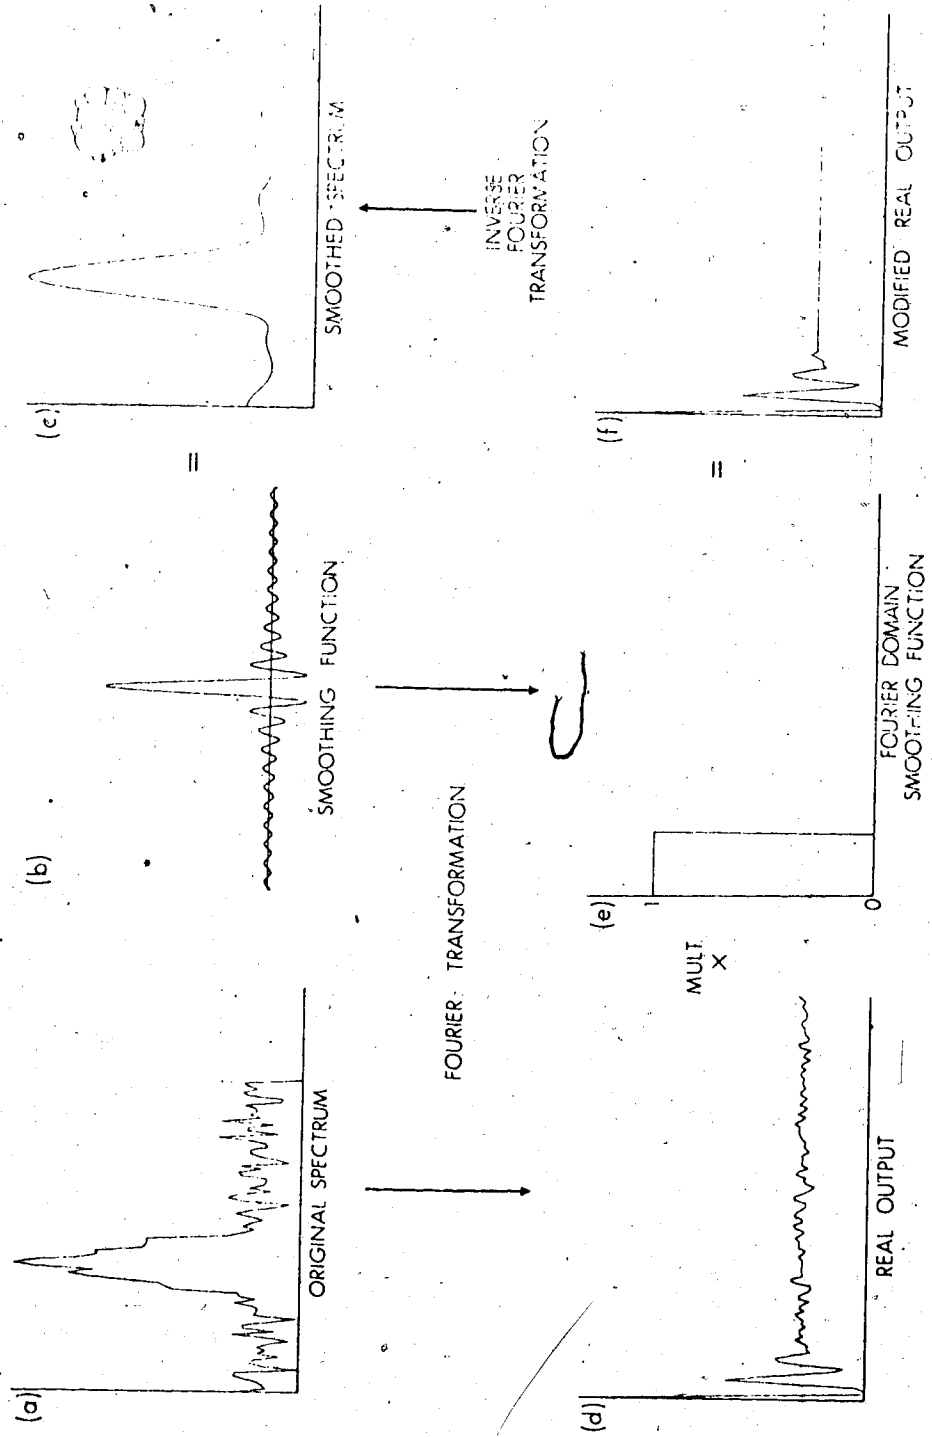 (a)
ORIGINAL SPECTRUM
(b)
SMOOTHING FUNCTION
=
(c)
SMOOTHED SPECTRUM
FOURIER TRANSFORMATION
INVERSE
FOURIER
TRANSFORMATION
(d)
REAL OUTPUT
MULT.
X
(e)
1
0
FOURIER DOMAIN
SMOOTHING FUNCTION
=
(f)
MODIFIED REAL OUTPUT